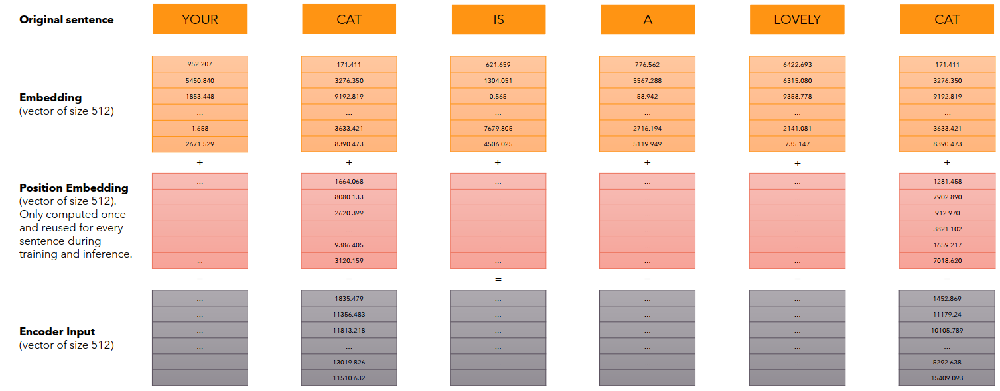 Original sentence YOUR CAT IS A LOVELY CAT
952.207 171.411 621.659 776.562 6422.693 171.411
5450.840 3276.350 1304.051 5567.288 6315.080 3276.350
Embedding 1853.448 9192.819 0.565 58.942 9358.778 9192.819
(vector of size 512) ... ... ... ... ... ...
1.658 3633.421 7679.805 2716.194 2141.081 3633.421
2671.529 8390.473 4506.025 5119.949 735.147 8390.473
+ + + + + +
... 1664.068 ... ... ... 1281.458
Position Embedding
(vector of size 512). ... 8080.133 ... ... ... 7902.890
Only computed once ... 2620.399 ... ... ... 912.970
and reused for every ... ... ... ... ... 3821.102
sentence during ... 9386.405 ... ... ... 1659.217
training and inference. ... 3120.159 ... ... ... 7018.620
= = = = = =
... 1835.479 ... ... ... 1452.869
... 11356.483 ... ... ... 11179.24
Encoder Input ... 11813.218 ... ... ... 10105.789
(vector of size 512) ... ... ... ... ... ...
... 13019.826 ... ... ... 5292.638
... 11510.632 ... ... ... 15409.093